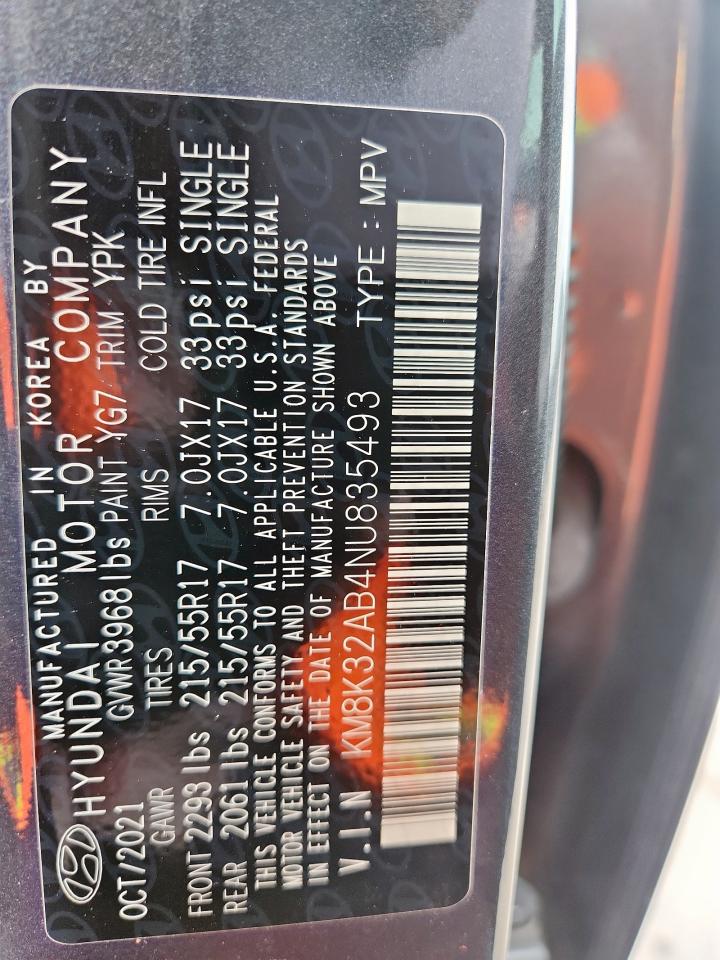 MANUFACTURED IN KOREA BY
HYUNDAI MOTOR COMPANY
OCT/2021 GVWR 3968 lbs PAINT YG7 TRIM YPK
GAWR TIRES RIMS COLD TIRE INFL
FRONT 2293 lbs 215/55R17 7.0JX17 33psi SINGLE
REAR 2061 lbs 215/55R17 7.0JX17 33psi SINGLE
THIS VEHICLE CONFORMS TO ALL APPLICABLE U.S.A. FEDERAL
MOTOR VEHICLE SAFETY AND THEFT PREVENTION STANDARDS
IN EFFECT ON THE DATE OF MANUFACTURE SHOWN ABOVE
V.I.N KM8K32AB4NU835493 TYPE : MPV